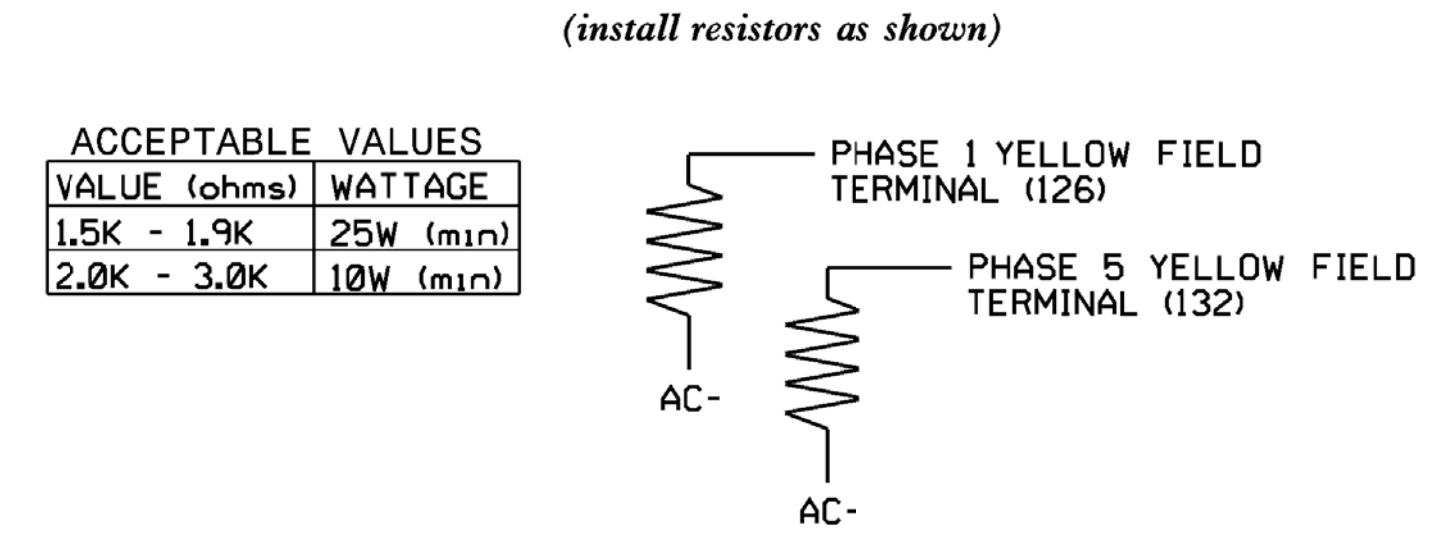 (install resistors as shown)
ACCEPTABLE VALUES
VALUE (ohms) WATTAGE
1.5K - 1.9K 25W (min)
2.0K - 3.0K 10W (min)
PHASE 1 YELLOW FIELD
TERMINAL (126)
AC-
PHASE 5 YELLOW FIELD
TERMINAL (132)
AC-